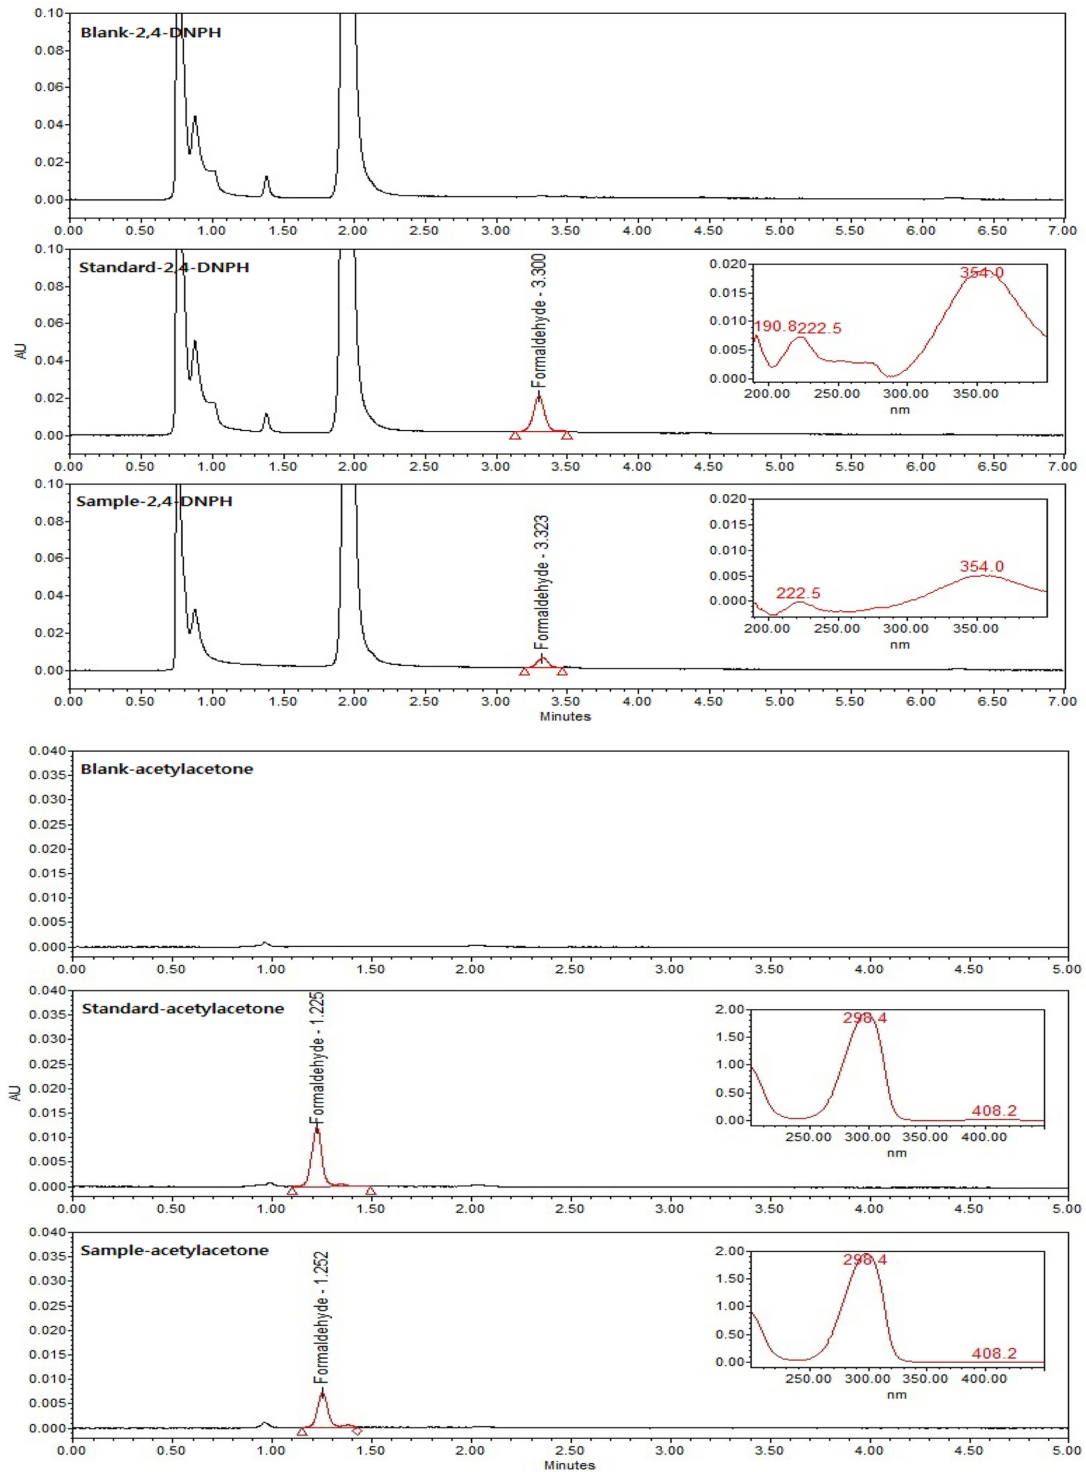 0.10
Blank-2,4-DNPH
0.08
0.06
0.04
0.02
0.00
0.00 0.50 1.00 1.50 2.00 2.50 3.00 3.50 4.00 4.50 5.00 5.50 6.00 6.50 7.00
0.10
Standard-2,4-DNPH
0.08
0.06
AU
0.04
0.02
0.00
Formaldehyde - 3.300
0.020
0.015
0.010
0.005
0.000
354.0
190.8
222.5
200.00 250.00 300.00 350.00
nm
0.00 0.50 1.00 1.50 2.00 2.50 3.00 3.50 4.00 4.50 5.00 5.50 6.00 6.50 7.00
0.10
Sample-2,4-DNPH
0.08
0.06
0.04
0.02
0.00
Formaldehyde - 3.323
0.020
0.015
0.010
0.005
0.000
354.0
222.5
200.00 250.00 300.00 350.00
nm
0.00 0.50 1.00 1.50 2.00 2.50 3.00 3.50 4.00 4.50 5.00 5.50 6.00 6.50 7.00
Minutes
0.040
Blank-acetylacetone
0.035
0.030
0.025
0.020
0.015
0.010
0.005
0.000
0.00 0.50 1.00 1.50 2.00 2.50 3.00 3.50 4.00 4.50 5.00
0.040
Standard-acetylacetone
0.035
0.030
0.025
0.020
AU
0.015
0.010
0.005
0.000
Formaldehyde - 1.225
2.00
1.50
1.00
0.50
0.00
298.4
408.2
250.00 300.00 350.00 400.00
nm
0.00 0.50 1.00 1.50 2.00 2.50 3.00 3.50 4.00 4.50 5.00
0.040
Sample-acetylacetone
0.035
0.030
0.025
0.020
0.015
0.010
0.005
0.000
Formaldehyde - 1.252
2.00
1.50
1.00
0.50
0.00
298.4
408.2
250.00 300.00 350.00 400.00
nm
0.00 0.50 1.00 1.50 2.00 2.50 3.00 3.50 4.00 4.50 5.00
Minutes